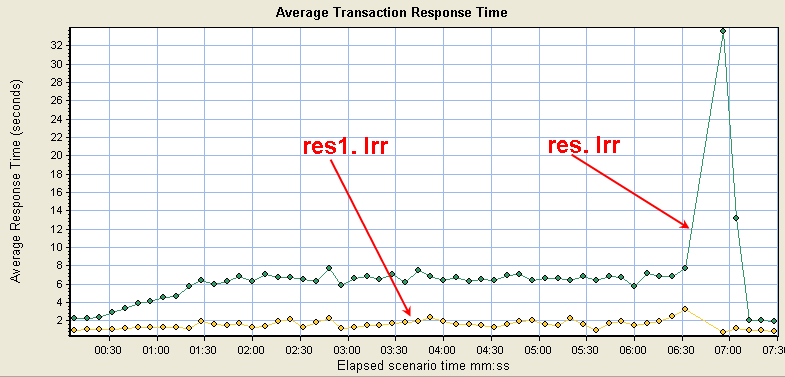 Average Transaction Response Time
Average Response Time (seconds)
32
30
28
26
24
22
20
18
16
14
12
10
8
6
4
2
res1. lrr
res. lrr
00:30 01:00 01:30 02:00 02:30 03:00 03:30 04:00 04:30 05:00 05:30 06:00 06:30 07:00 07:30
Elapsed scenario time mm:ss